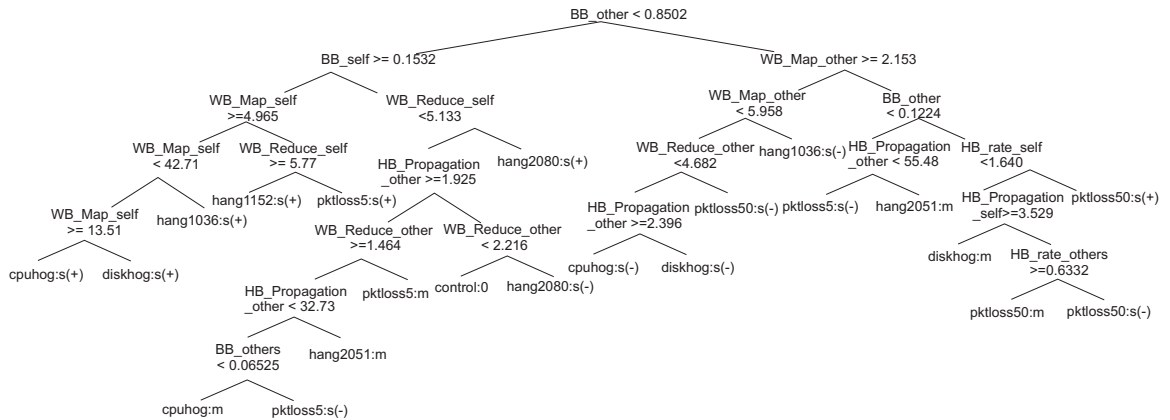 BB_other < 0.8502
BB_self >= 0.1532
WB_Map_other >= 2.153
WB_Map_self
>=4.965
WB_Reduce_self
<5.133
WB_Map_other
< 5.958
BB_other
< 0.1224
WB_Map_self
< 42.71
WB_Reduce_self
>= 5.77
HB_Propagation
_other >=1.925
hang2080:s(+)
WB_Reduce_other
<4.682
hang1036:s(-)
HB_Propagation
_other < 55.48
HB_rate_self
<1.640
WB_Map_self
>= 13.51
hang1036:s(+)
hang1152:s(+)
pktloss5:s(+)
WB_Reduce_other
>=1.464
WB_Reduce_other
< 2.216
HB_Propagation
_other >=2.396
pktloss50:s(-)
pktloss5:s(-)
hang2051:m
HB_Propagation
_self>=3.529
pktloss50:s(+)
cpuhog:s(+)
diskhog:s(+)
HB_Propagation
_other < 32.73
pktloss5:m
control:0
hang2080:s(-)
cpuhog:s(-)
diskhog:s(-)
diskhog:m
HB_rate_others
>=0.6332
BB_others
< 0.06525
hang2051:m
pktloss50:m
pktloss50:s(-)
cpuhog:m
pktloss5:s(-)